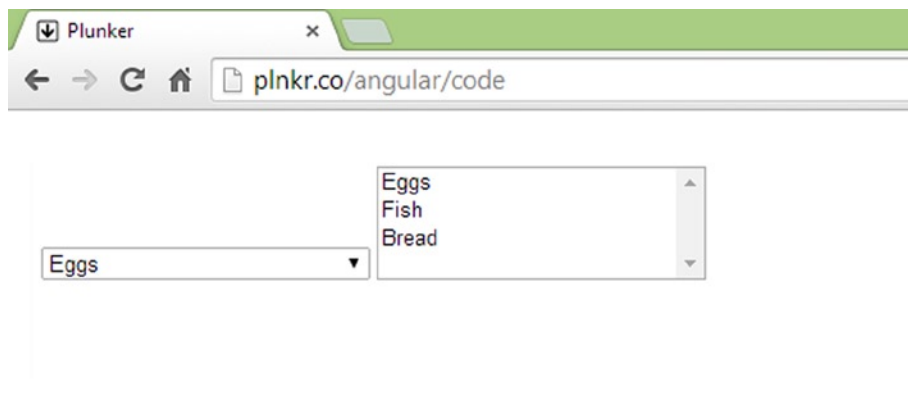 Plunker
plnkr.co/angular/code
Eggs
Fish
Bread
Eggs